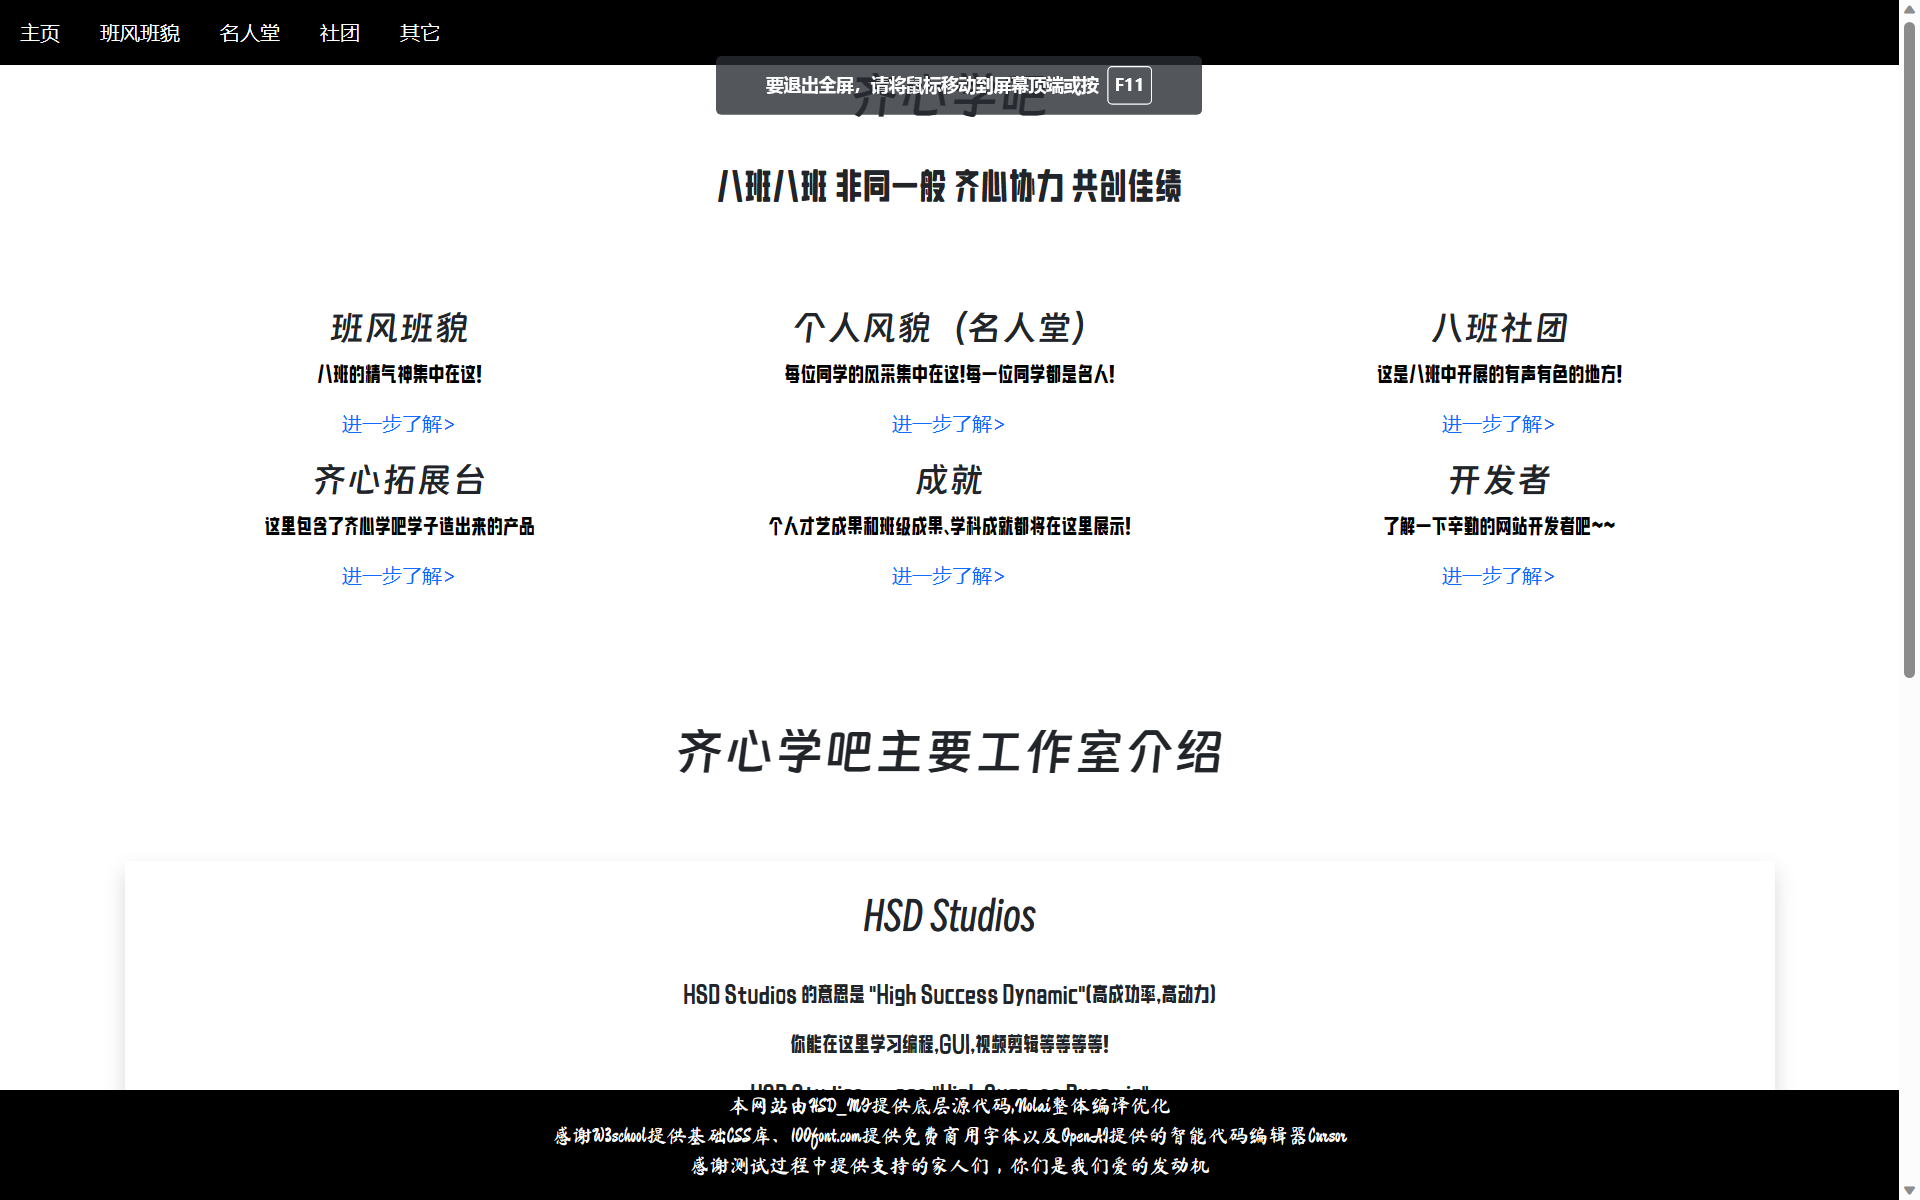 主页 班风班貌 名人堂 社团 其它
要退出全屏，请将鼠标移动到屏幕顶端或按 F11
齐心学吧
八班八班 非同一般 齐心协力 共创佳绩
班风班貌
八班的精气神集中在这!
进一步了解>
个人风貌（名人堂）
每位同学的风采集中在这!每一位同学都是名人!
进一步了解>
八班社团
这是八班中开展的有声有色的地方!
进一步了解>
齐心拓展台
这里包含了齐心学吧学子造出来的产品
进一步了解>
成就
个人才艺成果和班级成果、学科成就都将在这里展示!
进一步了解>
开发者
了解一下辛勤的网站开发者吧~~
进一步了解>
齐心学吧主要工作室介绍
HSD Studios
HSD Studios 的意思是 "High Success Dynamic"(高成功率,高动力)
你能在这里学习编程,GUI,视频剪辑等等等等!
HSD Studios "High Success Dynamic"
本网站由HSD_MJ提供底层源代码,Nolai整体编译优化
感谢W3school提供基础CSS库、100font.com提供免费商用字体以及OpenAI提供的智能代码编辑器Cursor
感谢测试过程中提供支持的家人们，你们是我们爱的发动机